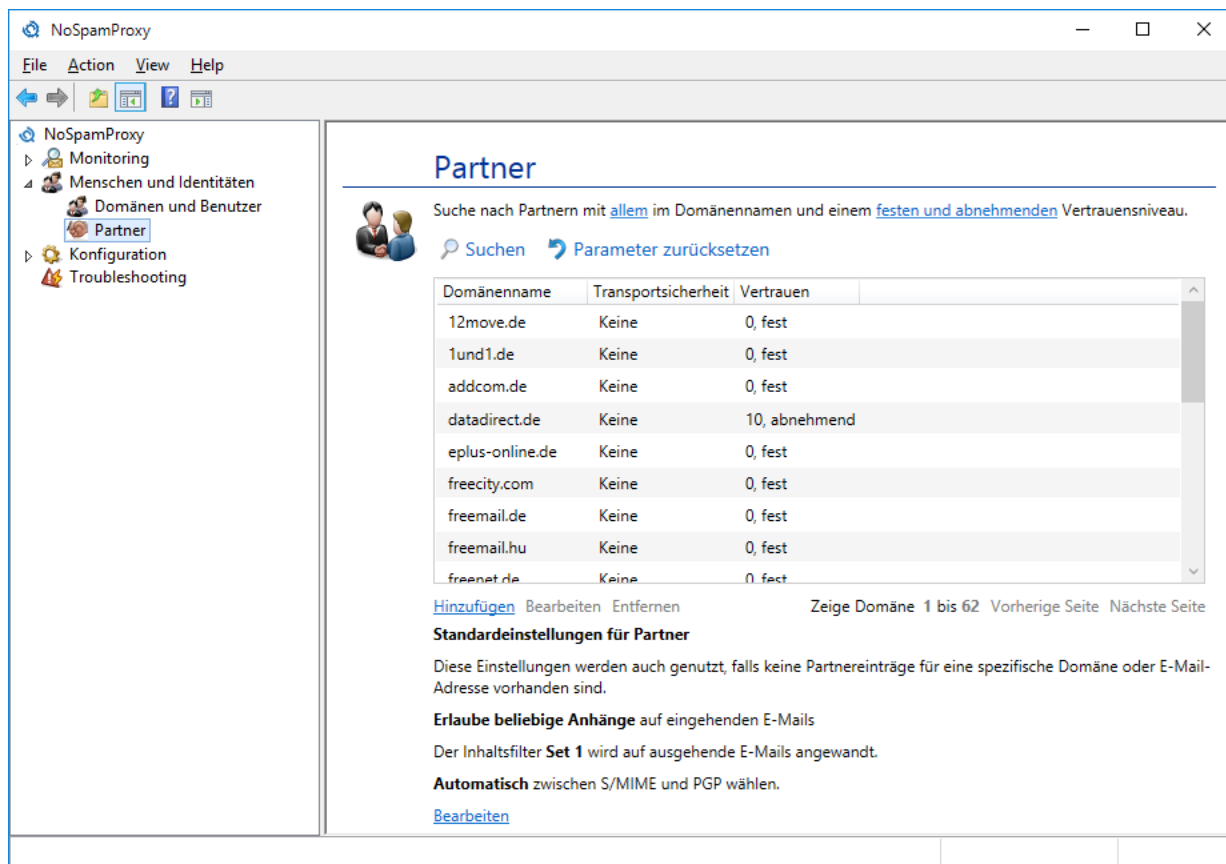 NoSpamProxy
File Action View Help
NoSpamProxy
Monitoring
Menschen und Identitäten
Domänen und Benutzer
Partner
Konfiguration
Troubleshooting
Partner
Suche nach Partnern mit allem im Domänennamen und einem festen und abnehmenden Vertrauensniveau.
Suchen Parameter zurücksetzen
Domänenname Transportsicherheit Vertrauen
12move.de Keine 0, fest
1und1.de Keine 0, fest
addcom.de Keine 0, fest
datadirect.de Keine 10, abnehmend
eplus-online.de Keine 0, fest
freecity.com Keine 0, fest
freemail.de Keine 0, fest
freemail.hu Keine 0, fest
freenet.de Keine 0, fest
Hinzufügen Bearbeiten Entfernen Zeige Domäne 1 bis 62 Vorherige Seite Nächste Seite
Standardeinstellungen für Partner
Diese Einstellungen werden auch genutzt, falls keine Partnereinträge für eine spezifische Domäne oder E-Mail-
Adresse vorhanden sind.
Erlaube beliebige Anhänge auf eingehenden E-Mails
Der Inhaltsfilter Set 1 wird auf ausgehende E-Mails angewandt.
Automatisch zwischen S/MIME und PGP wählen.
Bearbeiten